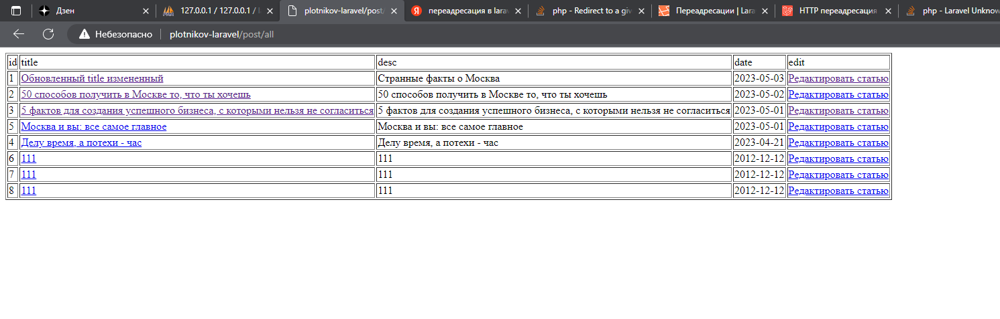 Дзен 127.0.0.1 / 127.0.0.1 / l plotnikov-laravel/post/ переадресация в larav php - Redirect to a giv Переадресации | Lara HTTP переадресация php - Laravel Unknow
Небезопасно plotnikov-laravel/post/all
id title desc date edit
1 Обновленный title измененный Странные факты о Москва 2023-05-03 Редактировать статью
2 50 способов получить в Москве то, что ты хочешь 50 способов получить в Москве то, что ты хочешь 2023-05-02 Редактировать статью
3 5 фактов для создания успешного бизнеса, с которыми нельзя не согласиться 5 фактов для создания успешного бизнеса, с которыми нельзя не согласиться 2023-05-01 Редактировать статью
5 Москва и вы: все самое главное Москва и вы: все самое главное 2023-05-01 Редактировать статью
4 Делу время, а потехи - час Делу время, а потехи - час 2023-04-21 Редактировать статью
6 111 111 2012-12-12 Редактировать статью
7 111 111 2012-12-12 Редактировать статью
8 111 111 2012-12-12 Редактировать статью